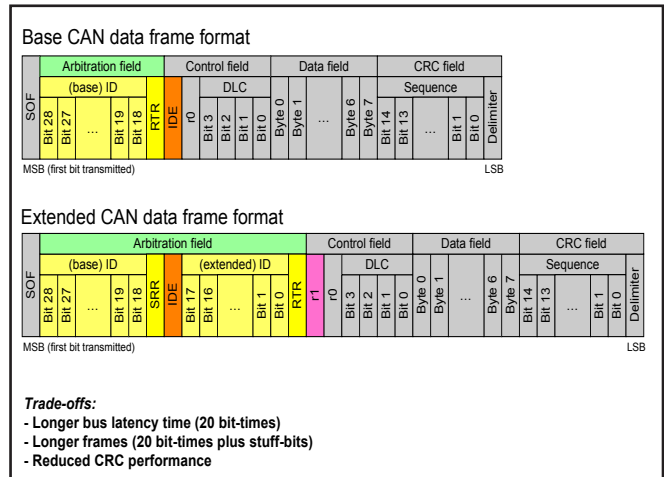 Base CAN data frame format
Arbitration field Control field Data field CRC field
(base) ID DLC Sequence
SOF Bit 28 Bit 27 ... Bit 19 Bit 18 RTR IDE r0 Bit 3 Bit 2 Bit 1 Bit 0 Byte 0 Byte 1 ... Byte 6 Byte 7 Bit 14 Bit 13 ... Bit 1 Bit 0 Delimiter
MSB (first bit transmitted) LSB
Extended CAN data frame format
Arbitration field Control field Data field CRC field
(base) ID (extended) ID DLC Sequence
SOF Bit 28 Bit 27 ... Bit 19 Bit 18 SRR IDE Bit 17 Bit 16 ... Bit 1 Bit 0 RTR r1 r0 Bit 3 Bit 2 Bit 1 Bit 0 Byte 0 Byte 1 ... Byte 6 Byte 7 Bit 14 Bit 13 ... Bit 1 Bit 0 Delimiter
MSB (first bit transmitted) LSB
Trade-offs:
- Longer bus latency time (20 bit-times)
- Longer frames (20 bit-times plus stuff-bits)
- Reduced CRC performance